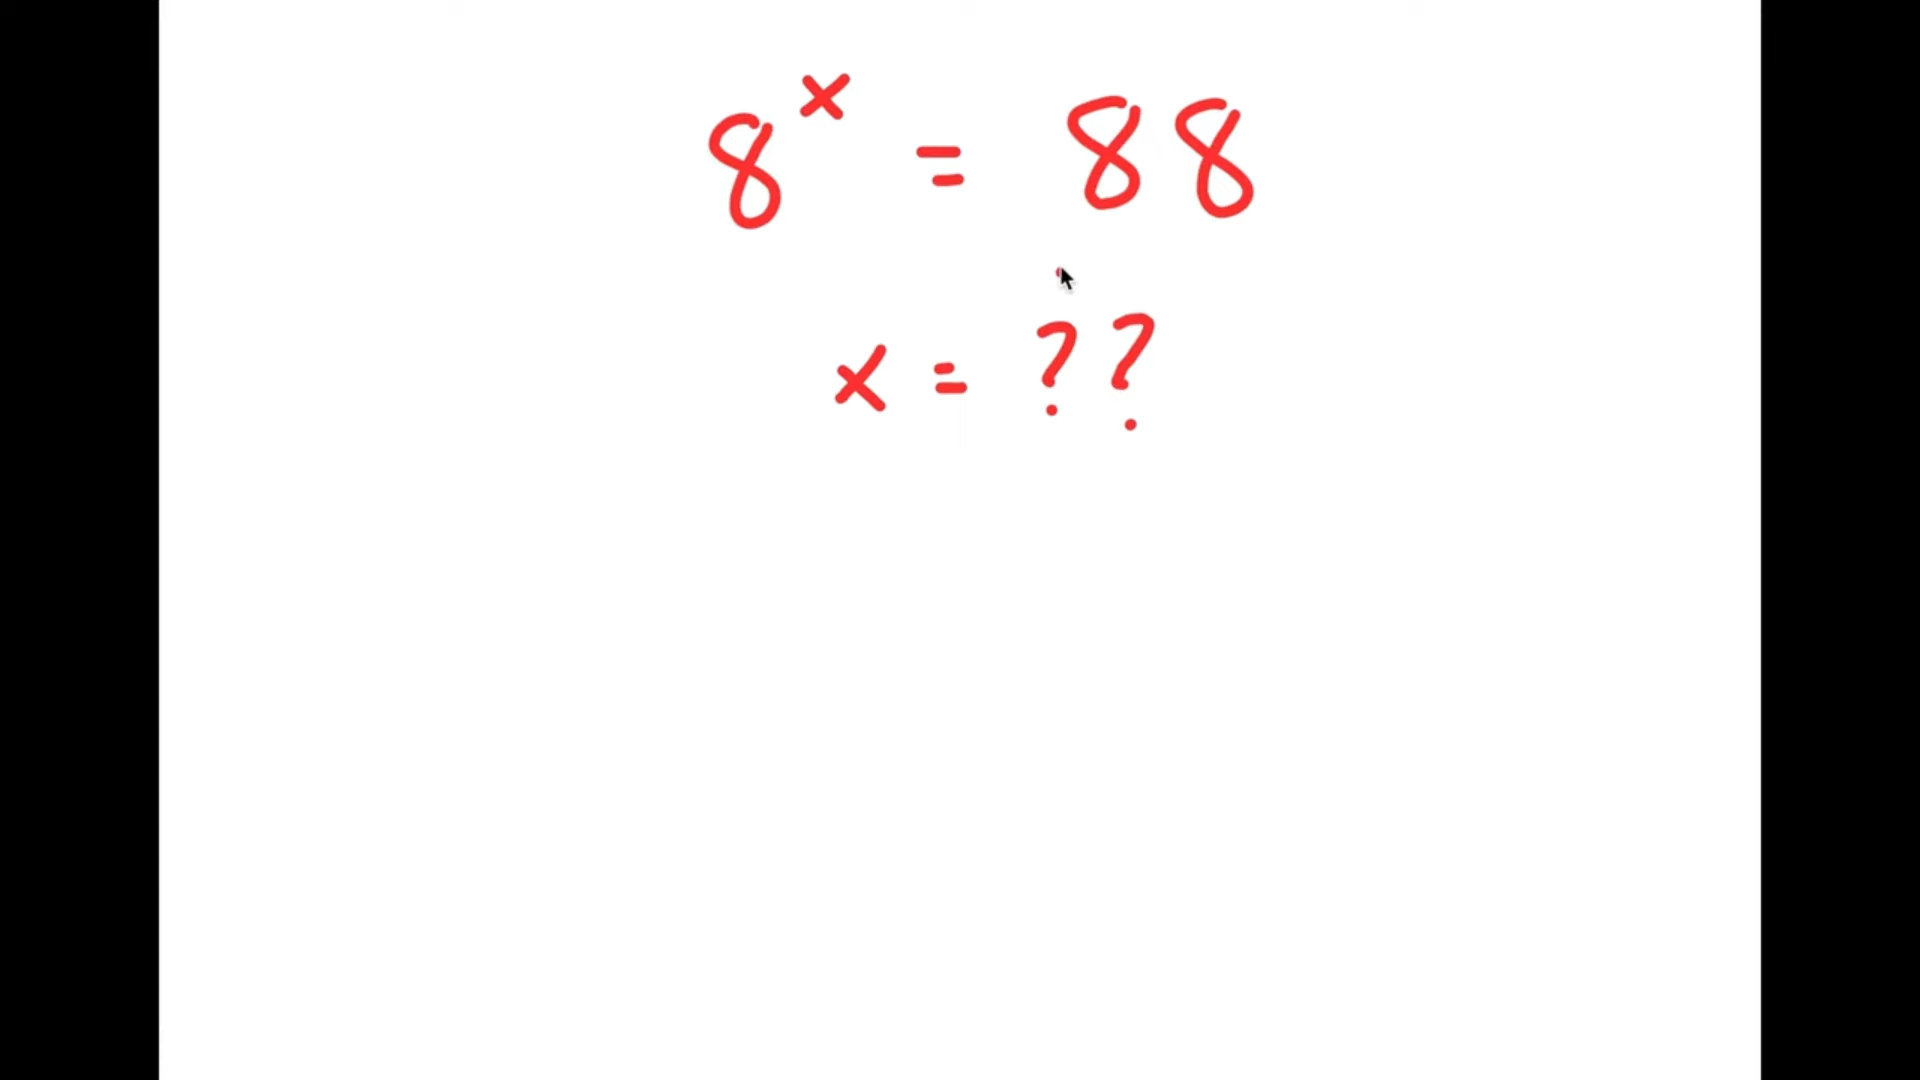 8^x = 88
x = ??